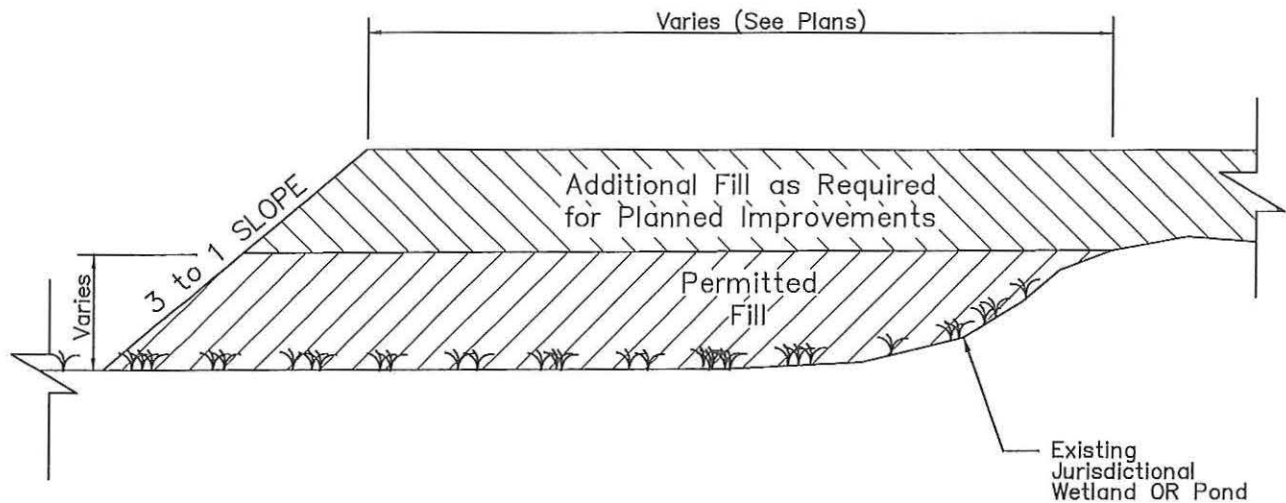 Varies (See Plans)
3 to 1 SLOPE
Additional Fill as Required
for Planned Improvements
Varies
Permitted
Fill
Existing
Jurisdictional
Wetland OR Pond